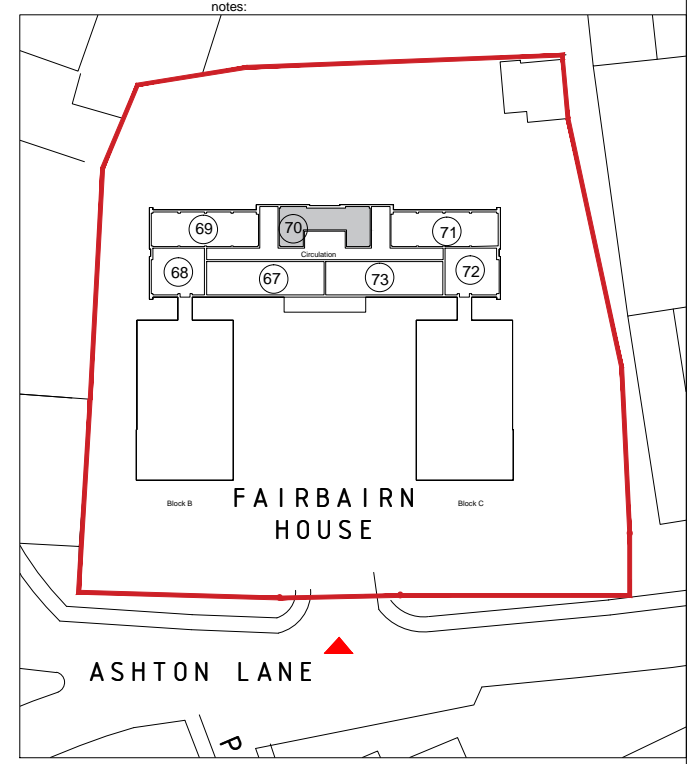 notes:
69
70
71
Circulation
68
67
73
72
Block B
FAIRBAIRN
HOUSE
Block C
ASHTON LANE
P